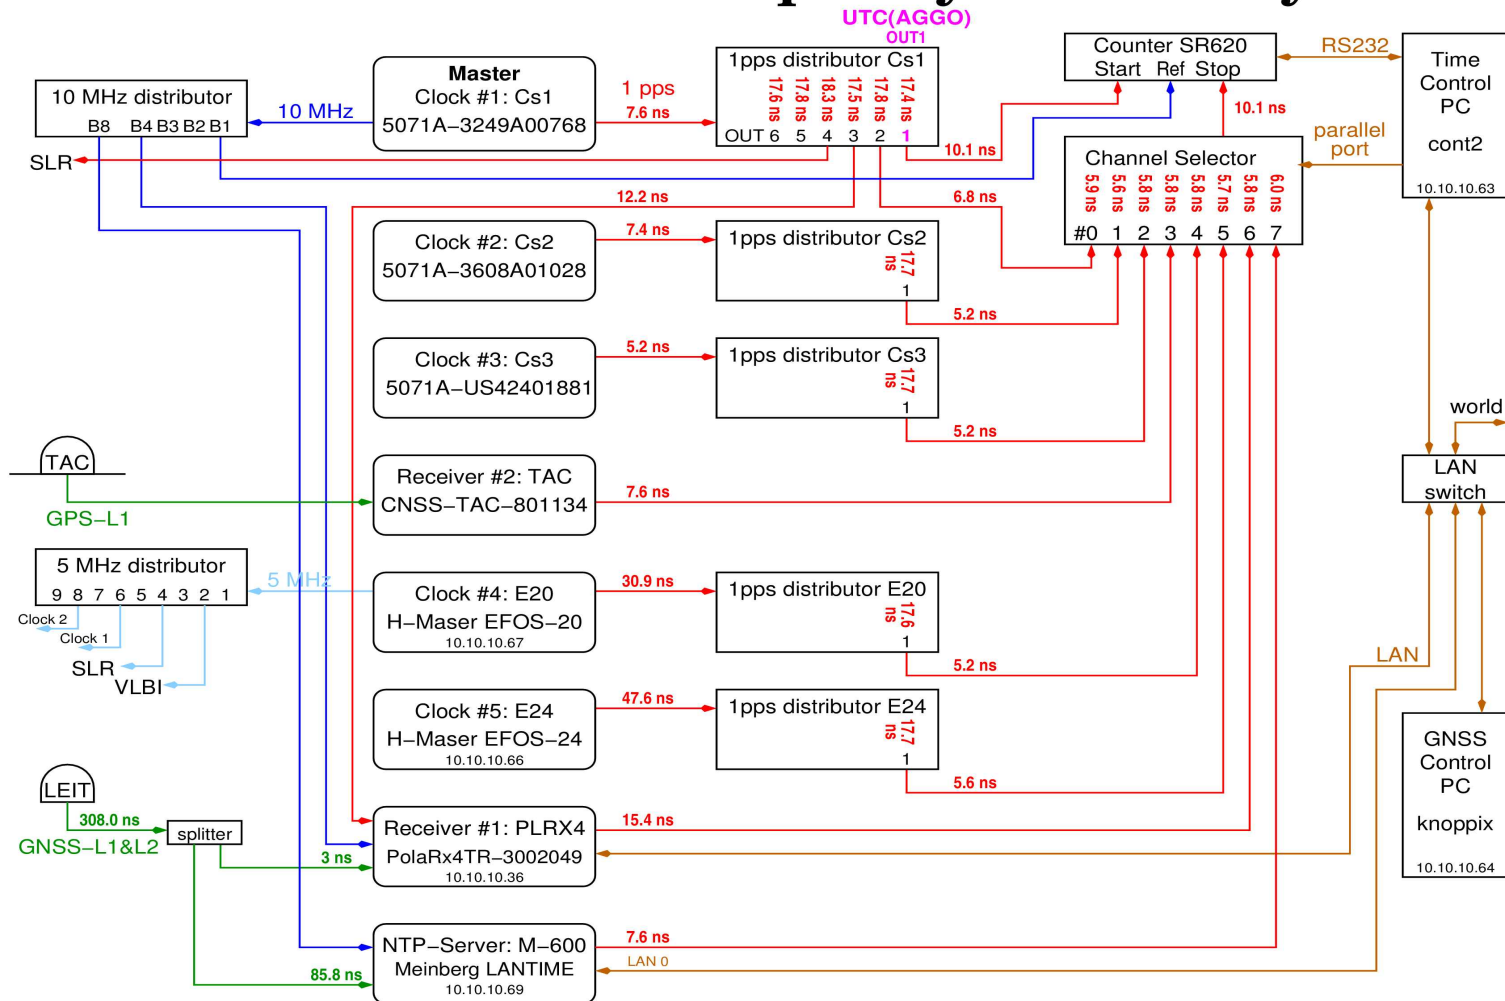 UTC(AGGO)
OUT1
10 MHz distributor
B8 B4 B3 B2 B1
10 MHz
Master
Clock #1: Cs1
5071A-3249A00768
1 pps
7.6 ns
1pps distributor Cs1
17.6 ns 17.8 ns 18.3 ns 17.5 ns 17.8 ns 17.4 ns
OUT 6 5 4 3 2 1
Counter SR620
Start Ref Stop
RS232
Time
Control
PC
cont2
10.10.10.63
10.1 ns
10.1 ns
parallel
port
SLR
Channel Selector
5.9 ns 5.6 ns 5.8 ns 5.8 ns 5.8 ns 5.7 ns 5.8 ns 6.0 ns
#0 1 2 3 4 5 6 7
12.2 ns
6.8 ns
Clock #2: Cs2
5071A-3608A01028
7.4 ns
1pps distributor Cs2
17.7
ns
1
5.2 ns
Clock #3: Cs3
5071A-US42401881
5.2 ns
1pps distributor Cs3
17.7
ns
1
5.2 ns
world
LAN
switch
TAC
GPS-L1
Receiver #2: TAC
CNSS-TAC-801134
7.6 ns
5 MHz distributor
9 8 7 6 5 4 3 2 1
5 MHz
Clock 2
Clock 1
SLR
VLBI
Clock #4: E20
H-Maser EFOS-20
10.10.10.67
30.9 ns
1pps distributor E20
17.6
ns
1
5.2 ns
LAN
Clock #5: E24
H-Maser EFOS-24
10.10.10.66
47.6 ns
1pps distributor E24
17.7
ns
1
5.6 ns
GNSS
Control
PC
knoppix
10.10.10.64
LEIT
308.0 ns
GNSS-L1&L2
splitter
3 ns
Receiver #1: PLRX4
PolaRx4TR-3002049
10.10.10.36
15.4 ns
85.8 ns
NTP-Server: M-600
Meinberg LANTIME
10.10.10.69
7.6 ns
LAN 0